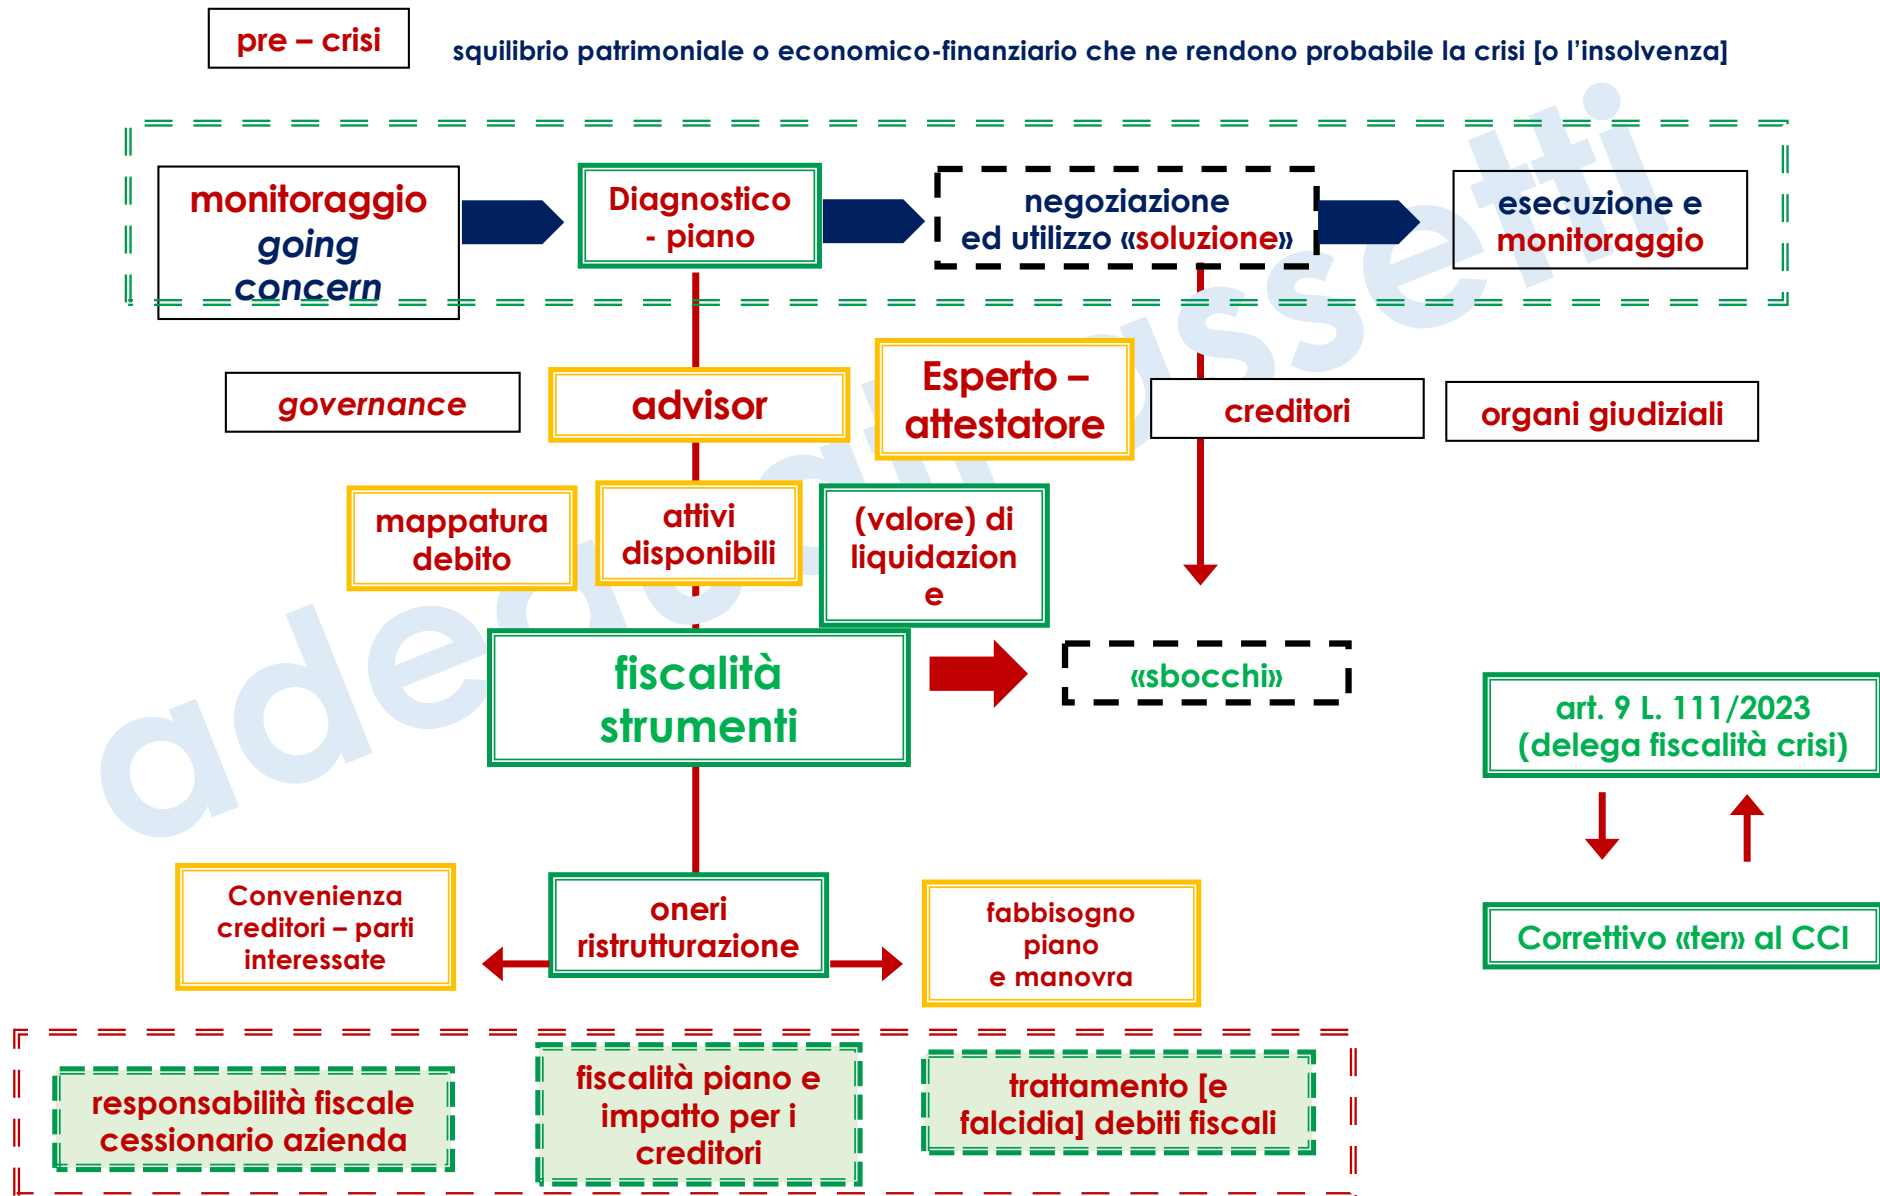 pre – crisi
squilibrio patrimoniale o economico-finanziario che ne rendono probabile la crisi [o l’insolvenza]
monitoraggio
going
concern
Diagnostico
- piano
negoziazione
ed utilizzo «soluzione»
esecuzione e
monitoraggio
governance
advisor
Esperto –
attestatore
creditori
organi giudiziali
mappatura
debito
attivi
disponibili
(valore) di
liquidazion
e
fiscalità
strumenti
«sbocchi»
art. 9 L. 111/2023
(delega fiscalità crisi)
Correttivo «ter» al CCI
Convenienza
creditori – parti
interessate
oneri
ristrutturazione
fabbisogno
piano
e manovra
responsabilità fiscale
cessionario azienda
fiscalità piano e
impatto per i
creditori
trattamento [e
falcidia] debiti fiscali
adeguati assetti